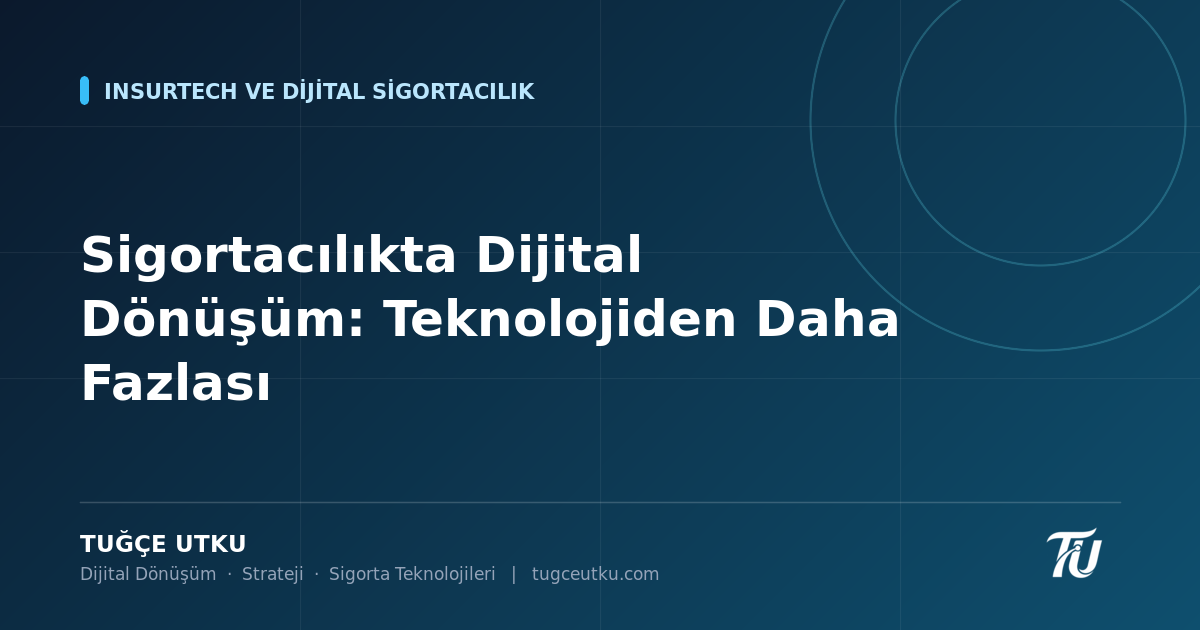 INSURTECH VE DİJİTAL SİGORTACILIK
Sigortacılıkta Dijital
Dönüşüm: Teknolojiden Daha
Fazlası
TUĞÇE UTKU
Dijital Dönüşüm · Strateji · Sigorta Teknolojileri | tugceutku.com
TU